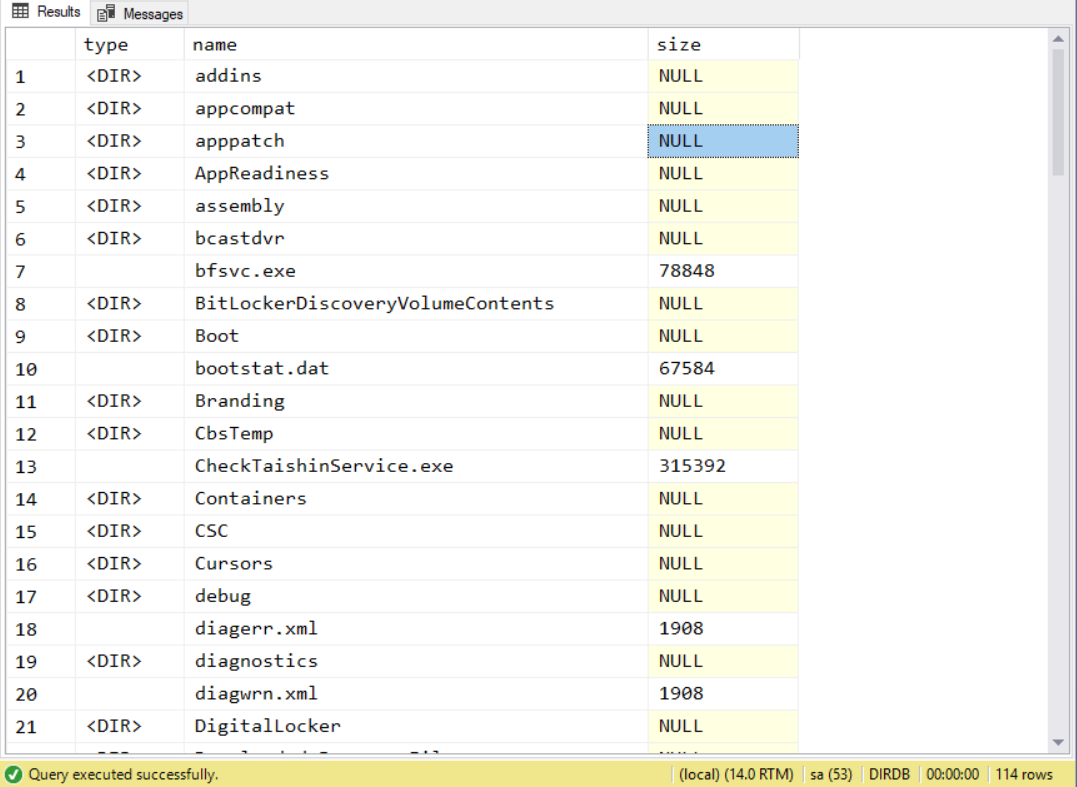 Results Messages
type name size
1 <DIR> addins NULL
2 <DIR> appcompat NULL
3 <DIR> apppatch NULL
4 <DIR> AppReadiness NULL
5 <DIR> assembly NULL
6 <DIR> bcastdvr NULL
7 bfsvc.exe 78848
8 <DIR> BitLockerDiscoveryVolumeContents NULL
9 <DIR> Boot NULL
10 bootstat.dat 67584
11 <DIR> Branding NULL
12 <DIR> CbsTemp NULL
13 CheckTaishinService.exe 315392
14 <DIR> Containers NULL
15 <DIR> CSC NULL
16 <DIR> Cursors NULL
17 <DIR> debug NULL
18 diagerr.xml 1908
19 <DIR> diagnostics NULL
20 diagwrn.xml 1908
21 <DIR> DigitalLocker NULL
Query executed successfully. (local) (14.0 RTM) sa (53) DIRDB 00:00:00 114 rows